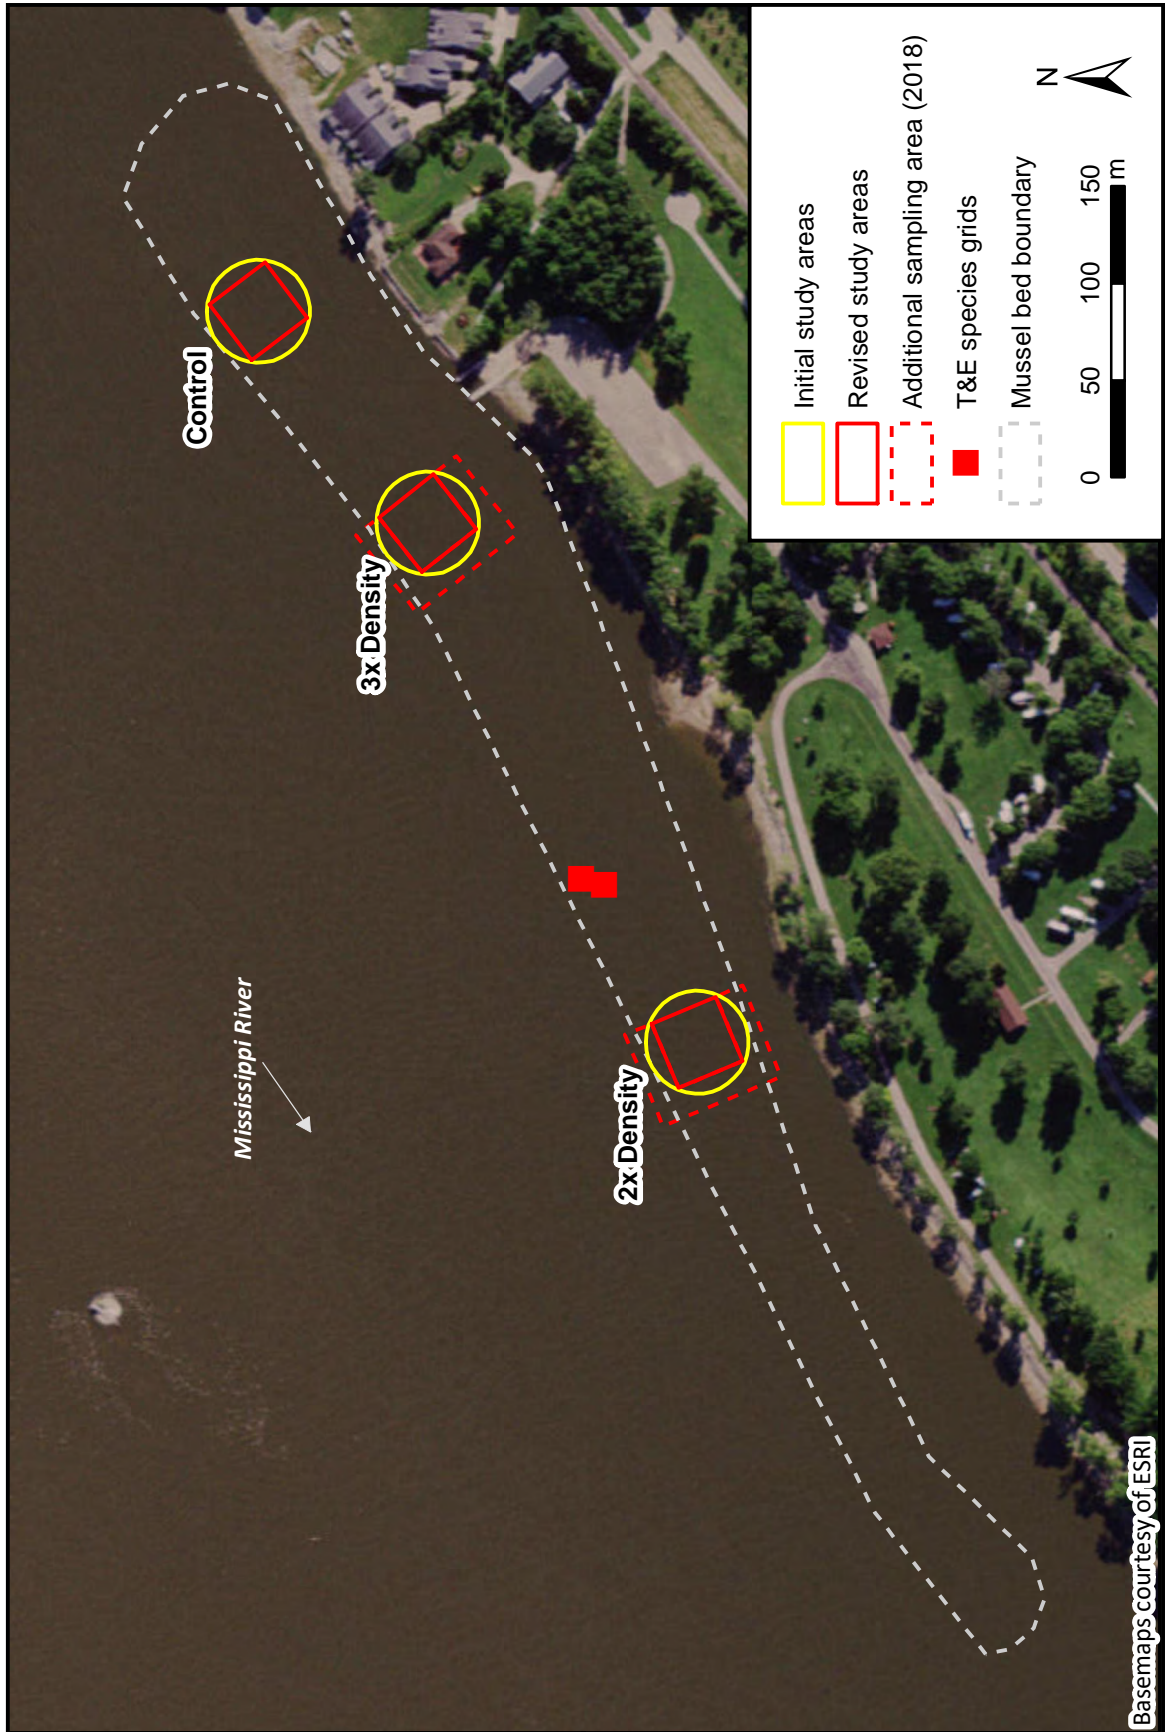 Control
3x Density
2x Density
Mississippi River
Initial study areas
Revised study areas
Additional sampling area (2018)
T&E species grids
Mussel bed boundary
N
0 50 100 150
m
Basemaps courtesy of ESRI